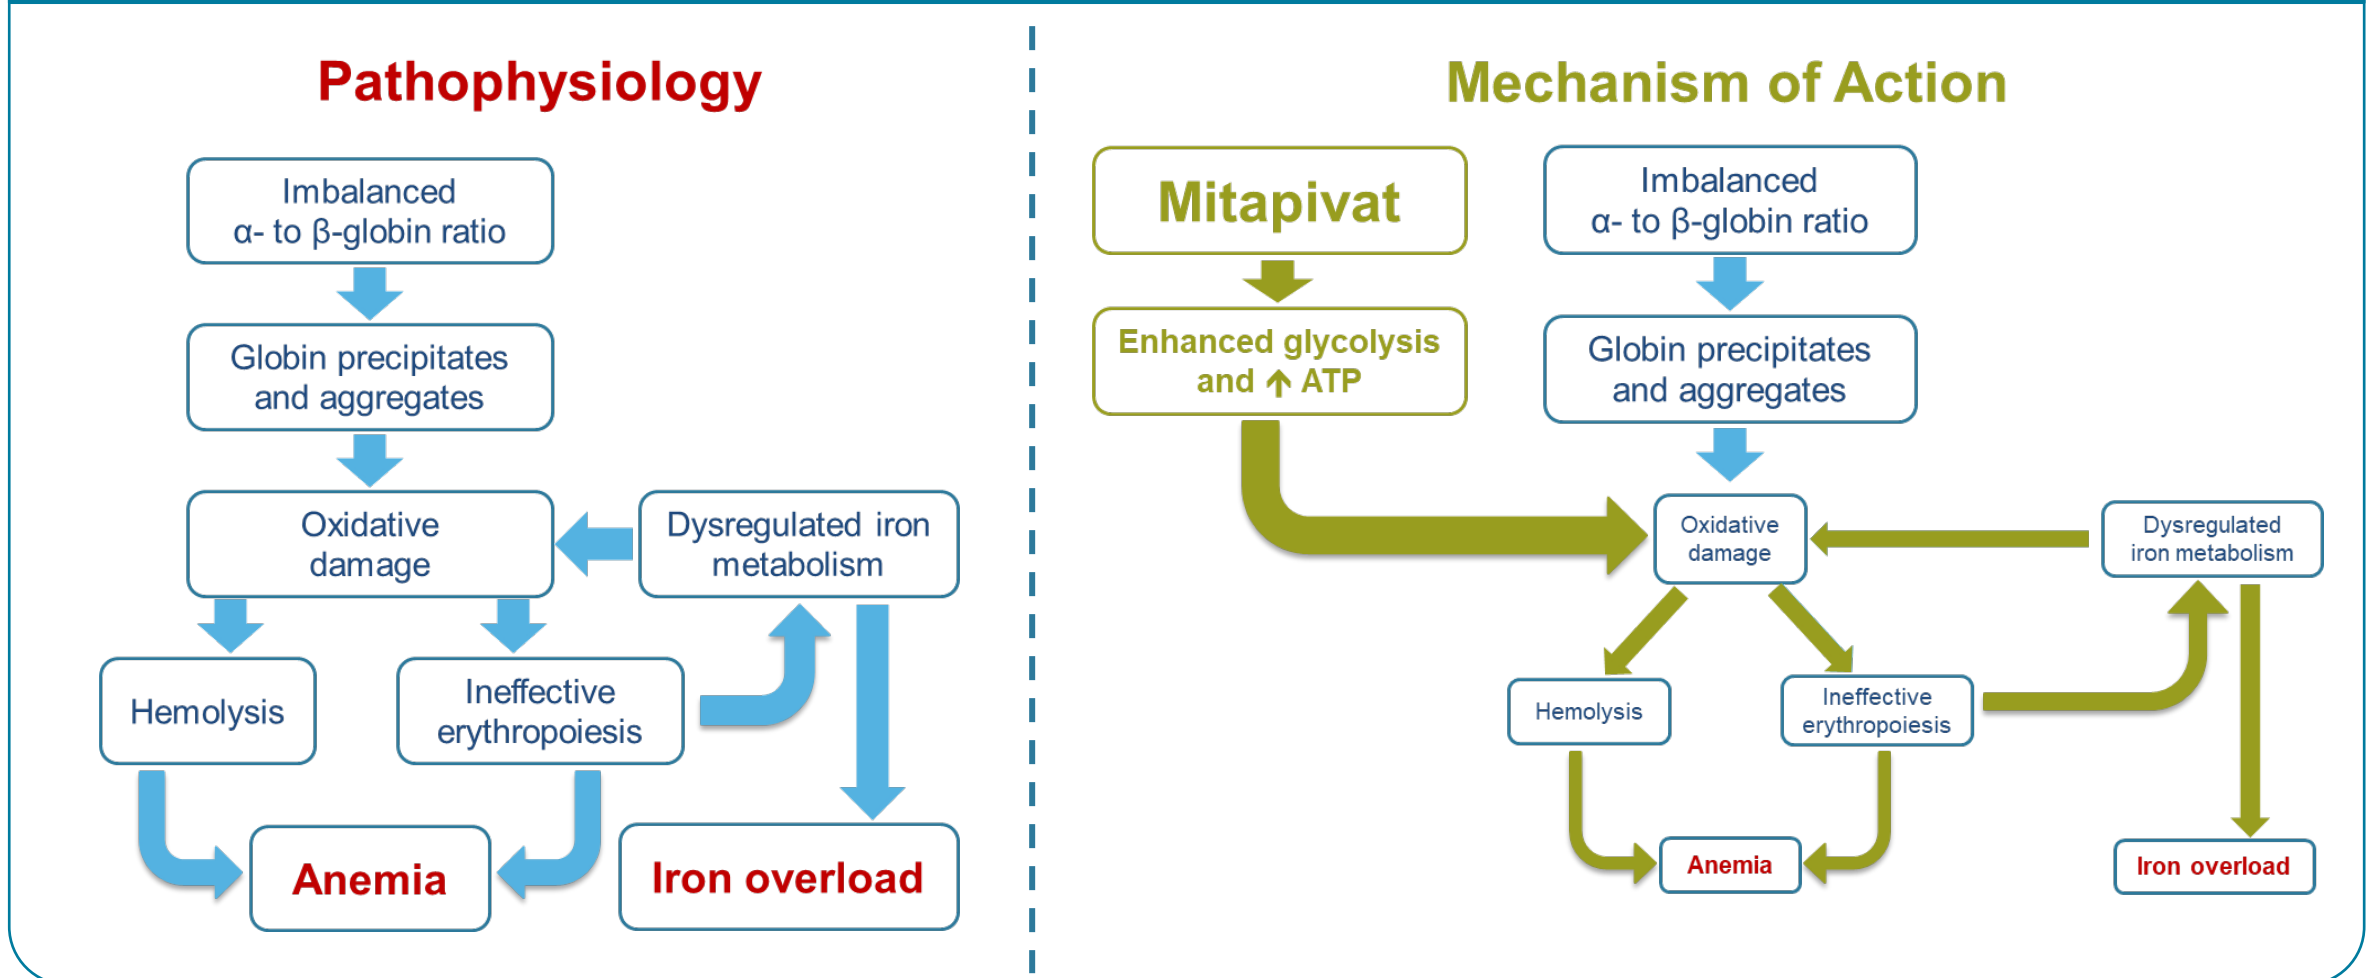 Pathophysiology
Imbalanced
α- to β-globin ratio
Globin precipitates
and aggregates
Oxidative
damage
Dysregulated iron
metabolism
Hemolysis
Ineffective
erythropoiesis
Anemia
Iron overload
Mechanism of Action
Mitapivat
Enhanced glycolysis
and ↑ ATP
Imbalanced
α- to β-globin ratio
Globin precipitates
and aggregates
Oxidative
damage
Dysregulated
iron metabolism
Hemolysis
Ineffective
erythropoiesis
Anemia
Iron overload